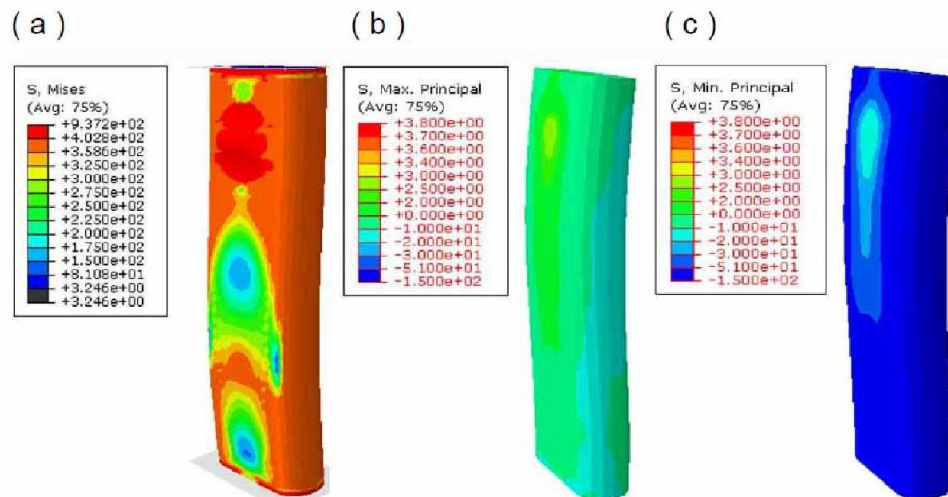 ( a )
( b )
( c )
S, Mises
(Avg: 75%)
+9.372e+02
+4.028e+02
+3.586e+02
+3.250e+02
+3.000e+02
+2.750e+02
+2.500e+02
+2.250e+02
+2.000e+02
+1.750e+02
+1.500e+02
+8.108e+01
+3.246e+00
+3.246e+00
S, Max. Principal
(Avg: 75%)
+3.800e+00
+3.700e+00
+3.600e+00
+3.400e+00
+3.000e+00
+2.500e+00
+2.000e+00
+0.000e+00
-1.000e+01
-2.000e+01
-3.000e+01
-5.100e+01
-1.500e+02
S, Min. Principal
(Avg: 75%)
+3.800e+00
+3.700e+00
+3.600e+00
+3.400e+00
+3.000e+00
+2.500e+00
+2.000e+00
+0.000e+00
-1.000e+01
-2.000e+01
-3.000e+01
-5.100e+01
-1.500e+02